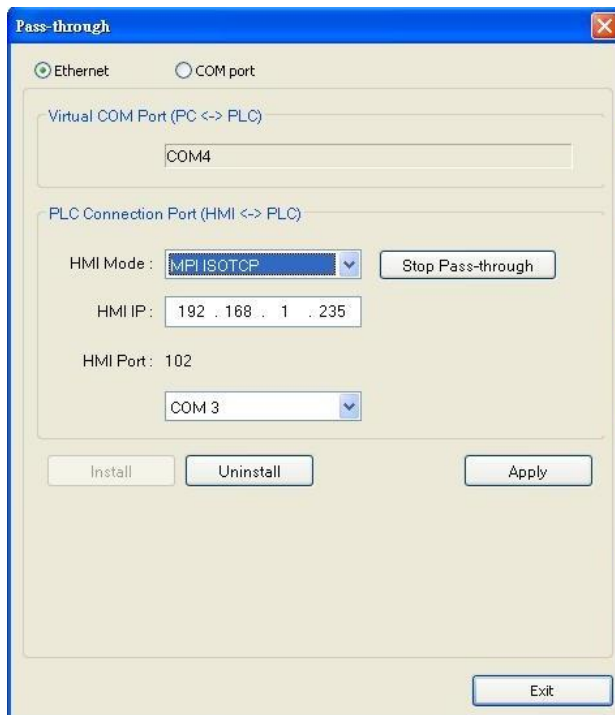 Pass-through
Ethernet COM port
Virtual COM Port (PC <-> PLC)
COM4
PLC Connection Port (HMI <-> PLC)
HMI Mode : MPI ISOTCP Stop Pass-through
HMI IP : 192 . 168 . 1 . 235
HMI Port : 102
COM 3
Install Uninstall Apply
Exit